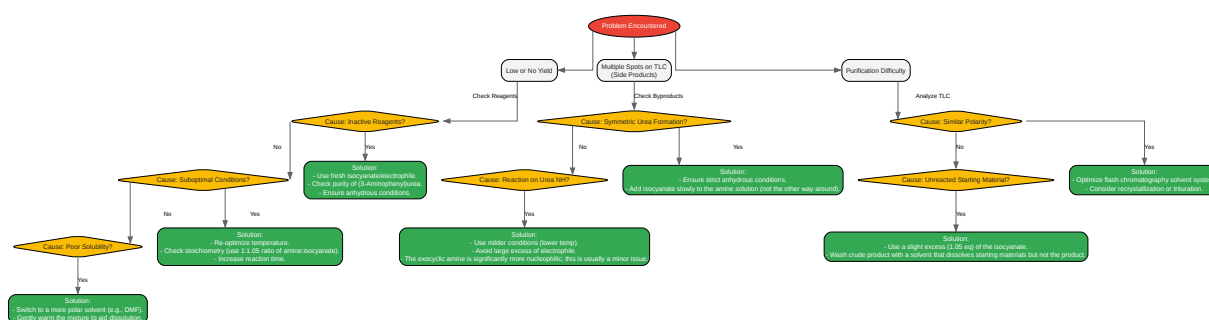 Problem Encountered
Low or No Yield
Multiple Spots on TLC
(Side Products)
Purification Difficulty
Check Reagents
Check Byproducts
Analyze TLC
Cause: Inactive Reagents?
Cause: Symmetric Urea Formation?
Cause: Similar Polarity?
No
Yes
No
Yes
No
Yes
Solution:
- Use fresh isocyanate/electrophile.
- Check purity of (3-Aminophenyl)urea.
- Ensure anhydrous conditions.
Solution:
- Ensure strict anhydrous conditions.
- Add isocyanate slowly to the amine solution (not the other way around).
Solution:
- Optimize flash chromatography solvent
- Consider recrystallization or trituration.
Cause: Suboptimal Conditions?
Cause: Reaction on Urea NH?
Cause: Unreacted Starting Material?
No
Yes
Yes
Yes
Cause: Poor Solubility?
Solution:
- Re-optimize temperature.
- Check stoichiometry (use 1:1.05 ratio of amine:isocyanate).
- Increase reaction time.
Solution:
- Use milder conditions (lower temp).
- Avoid large excess of electrophile.
- The exocyclic amine is significantly more nucleophilic; this is usually a minor issue.
Solution:
- Use a slight excess (1.05 eq) of the isocyanate.
- Wash crude product with a solvent that dissolves starting materials but not the product.
Yes
Solution:
- Switch to a more polar solvent (e.g., DMF).
- Gently warm the mixture to aid dissolution.